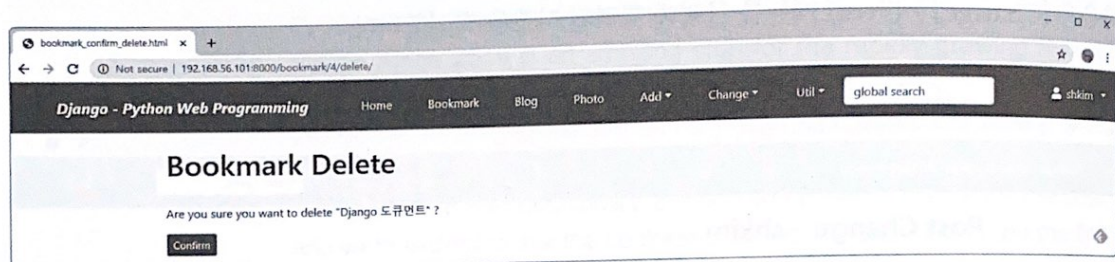 bookmark_confirm_delete.html × +
Not secure | 192.168.56.101:8000/bookmark/4/delete/
Django - Python Web Programming Home Bookmark Blog Photo Add Change Util global search shkim
Bookmark Delete
Are you sure you want to delete "Django 도큐먼트" ?
Confirm